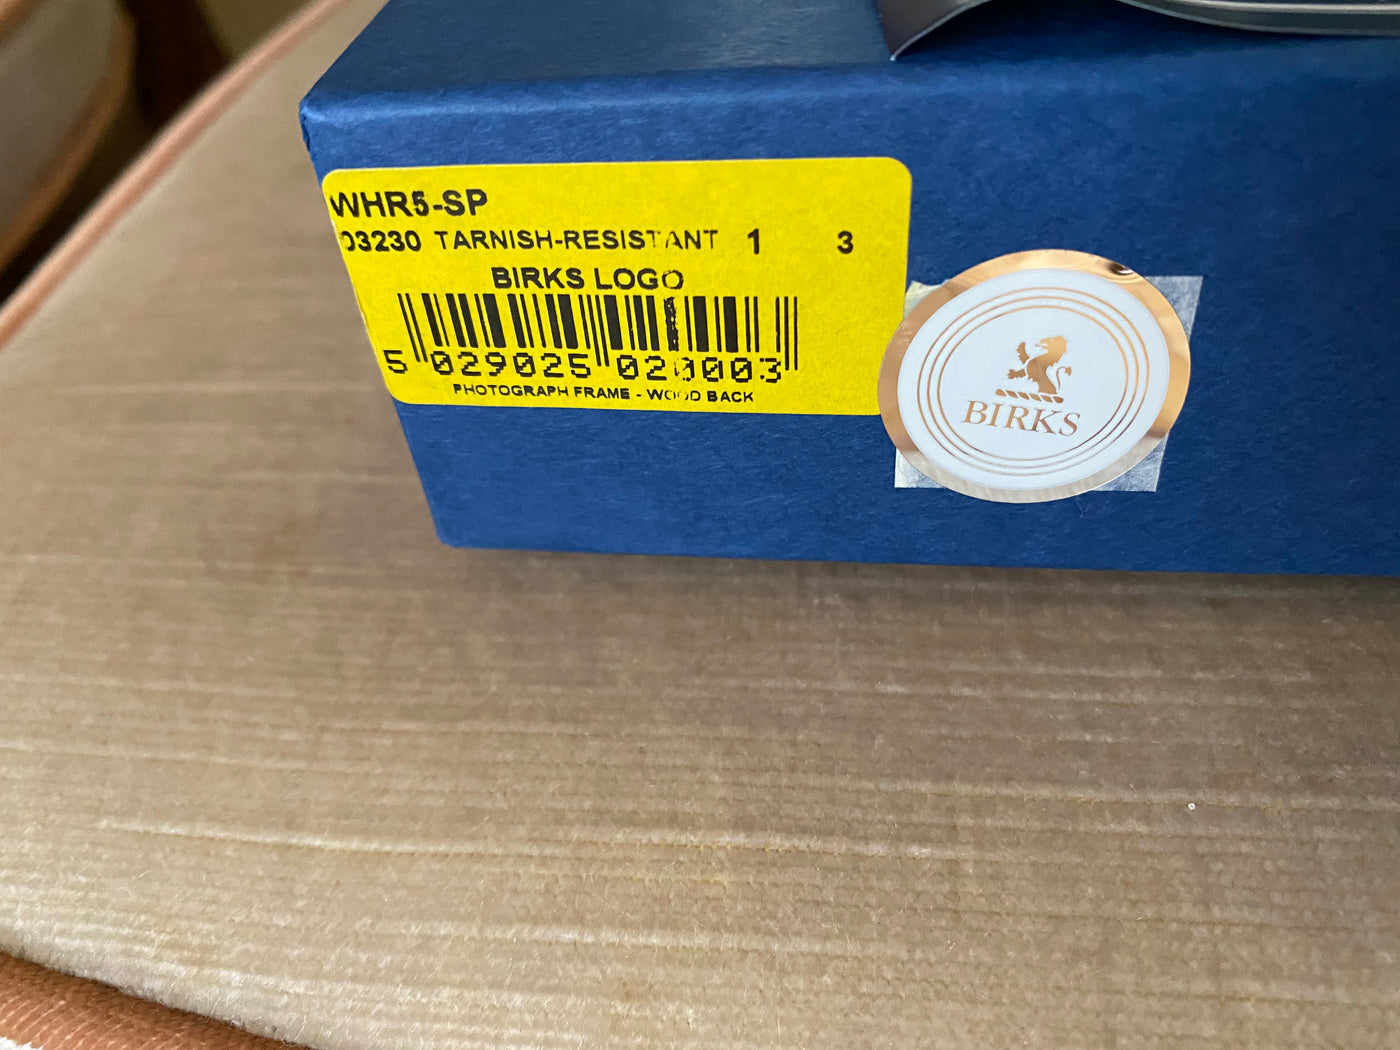 WHR5-SP
03230 TARNISH-RESISTANT 1 3
BIRKS LOGO
5 029025 020003
PHOTOGRAPH FRAME - WOOD BACK
BIRKS